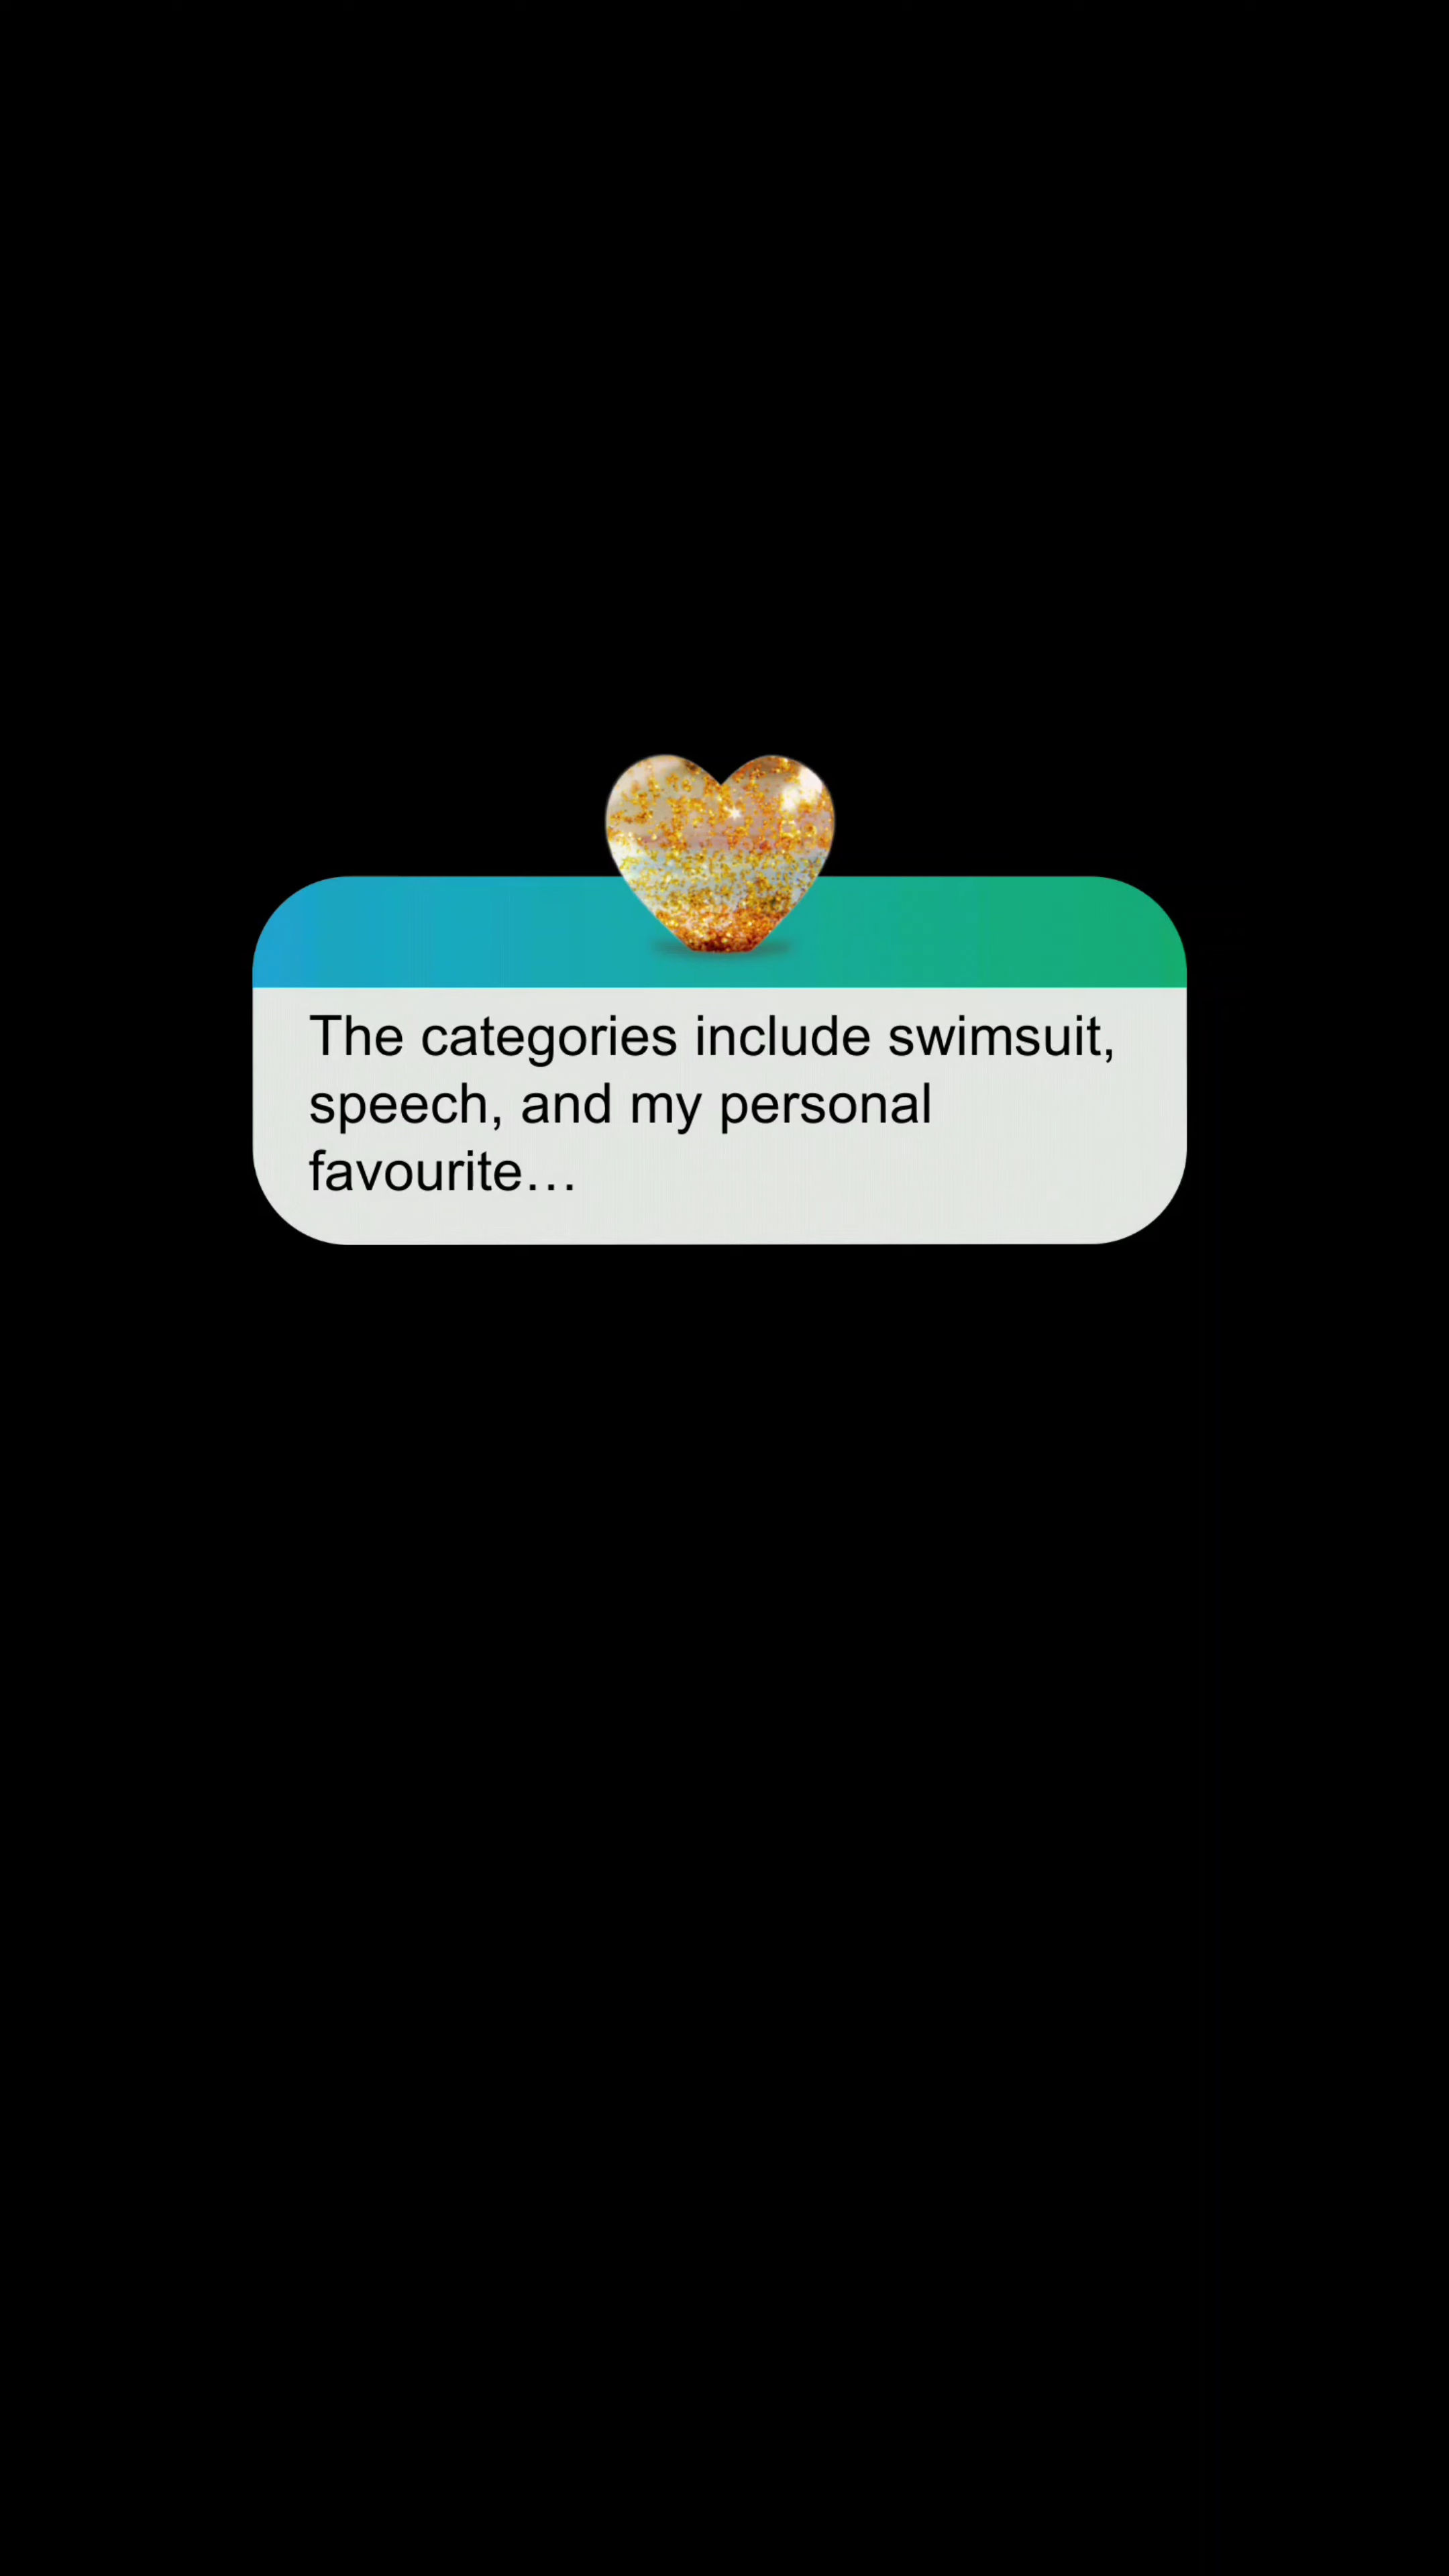 The categories include swimsuit,
speech, and my personal
favourite…